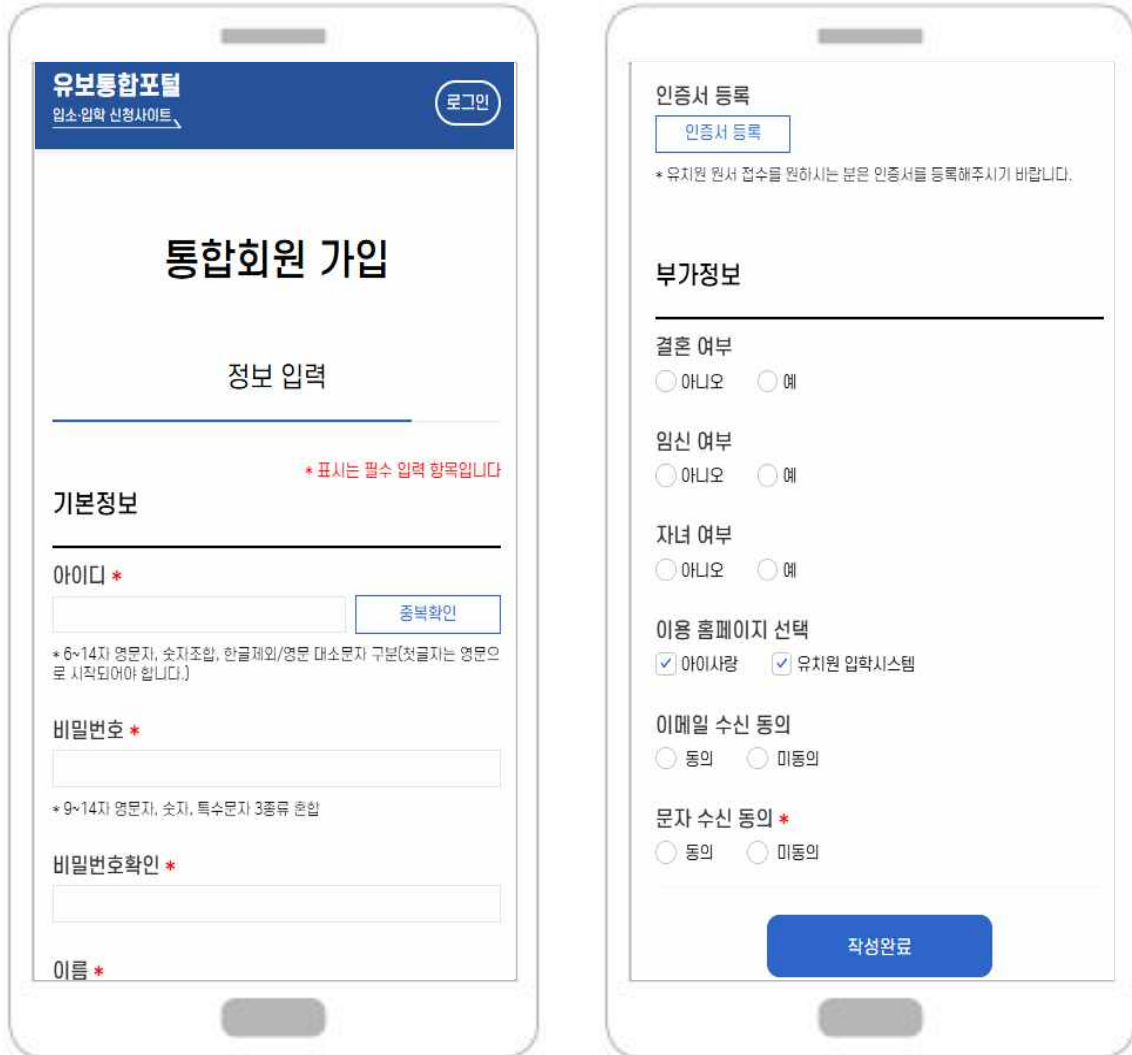 유보통합포털
입소·입학 신청사이트
로그인
통합회원 가입
정보 입력
* 표시는 필수 입력 항목입니다
기본정보
아이디 *
중복확인
* 6~14자 영문자, 숫자조합, 한글제외/영문 대소문자 구분(첫글자는 영문으
로 시작되어야 합니다.)
비밀번호 *
* 9~14자 영문자, 숫자, 특수문자 3종류 혼합
비밀번호확인 *
이름 *
인증서 등록
인증서 등록
* 유치원 원서 접수를 원하시는 분은 인증서를 등록해주시기 바랍니다.
부가정보
결혼 여부
아니오 예
임신 여부
아니오 예
자녀 여부
아니오 예
이용 홈페이지 선택
아이사랑 유치원 입학시스템
이메일 수신 동의
동의 미동의
문자 수신 동의 *
동의 미동의
작성완료